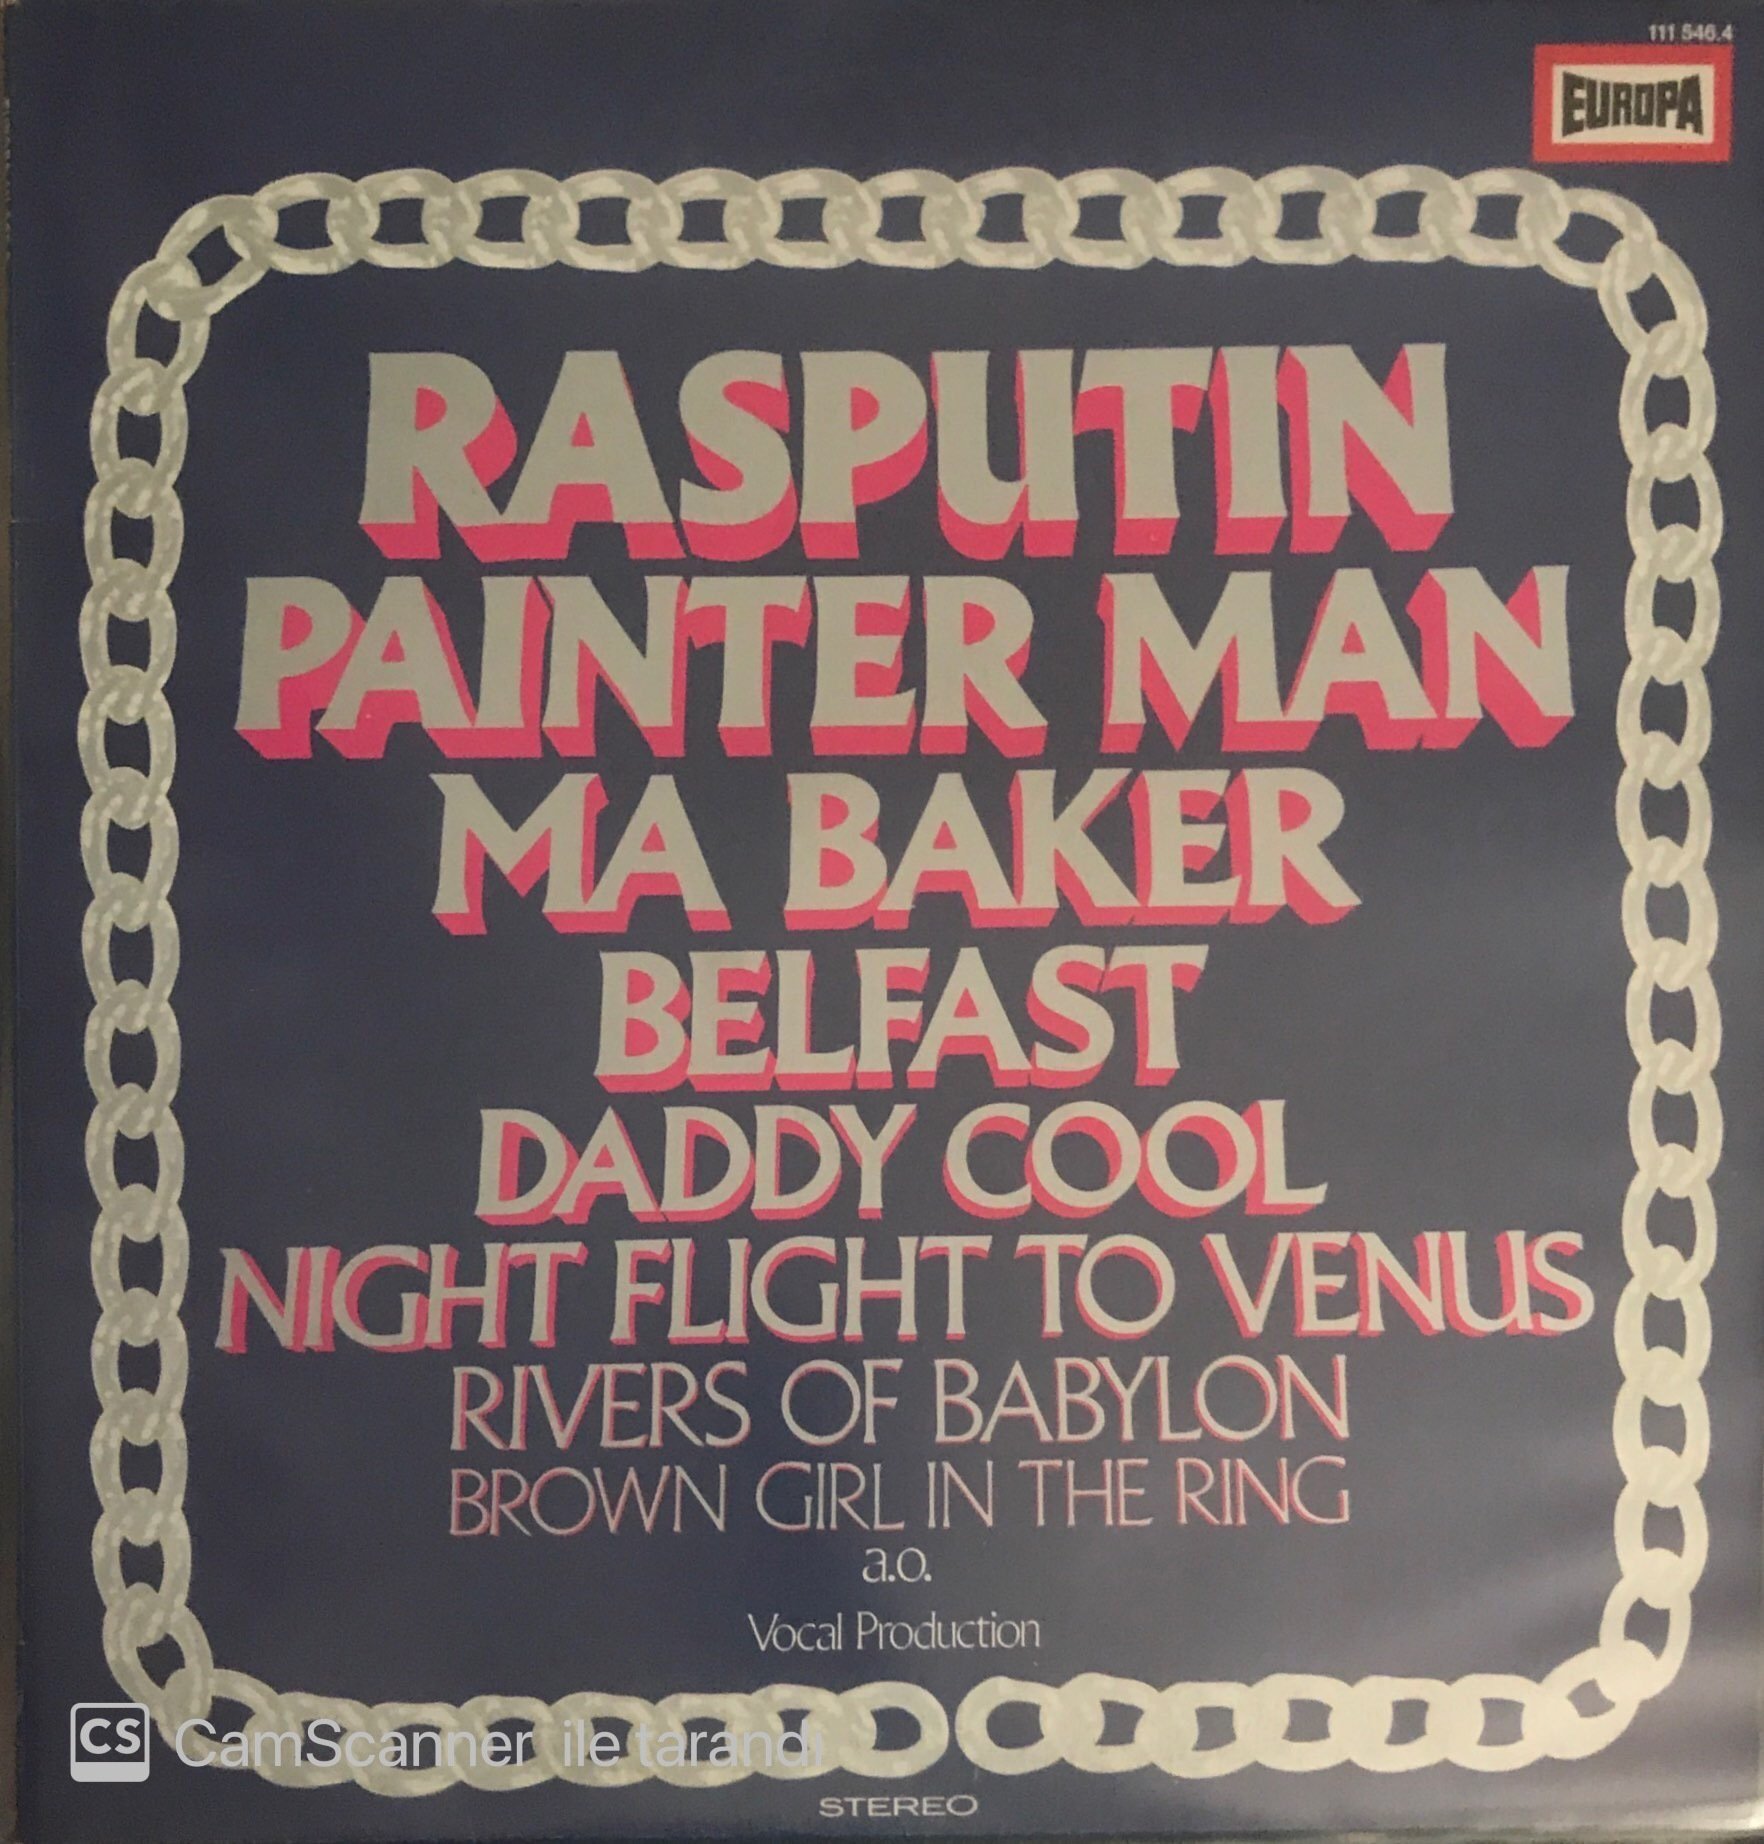 111 546.4
EUROPA
RASPUTIN
PAINTER MAN
MA BAKER
BELFAST
DADDY COOL
NIGHT FLIGHT TO VENUS
RIVERS OF BABYLON
BROWN GIRL IN THE RING
a.o.
Vocal Production
CS CamScanner ile tarandı
STEREO